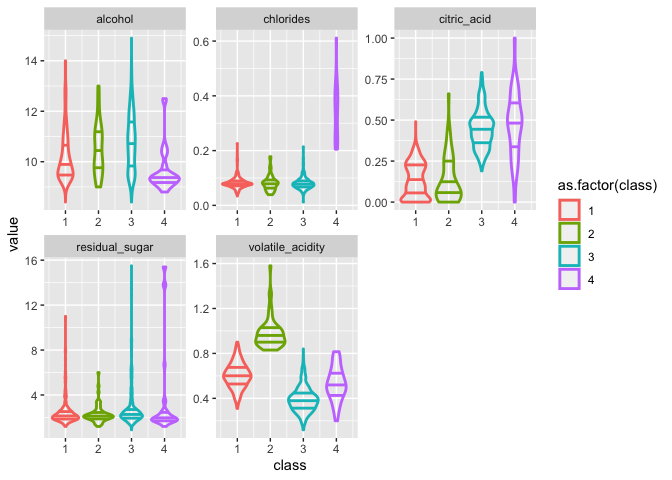 alcohol
chlorides
citric_acid
14
12
10
0.6
0.4
0.2
0.0
1.00
0.75
0.50
0.25
0.00
1 2 3 4
1 2 3 4
1 2 3 4
residual_sugar
volatile_acidity
16
12
8
4
1.6
1.2
0.8
0.4
1 2 3 4
1 2 3 4
value
class
as.factor(class)
1
2
3
4